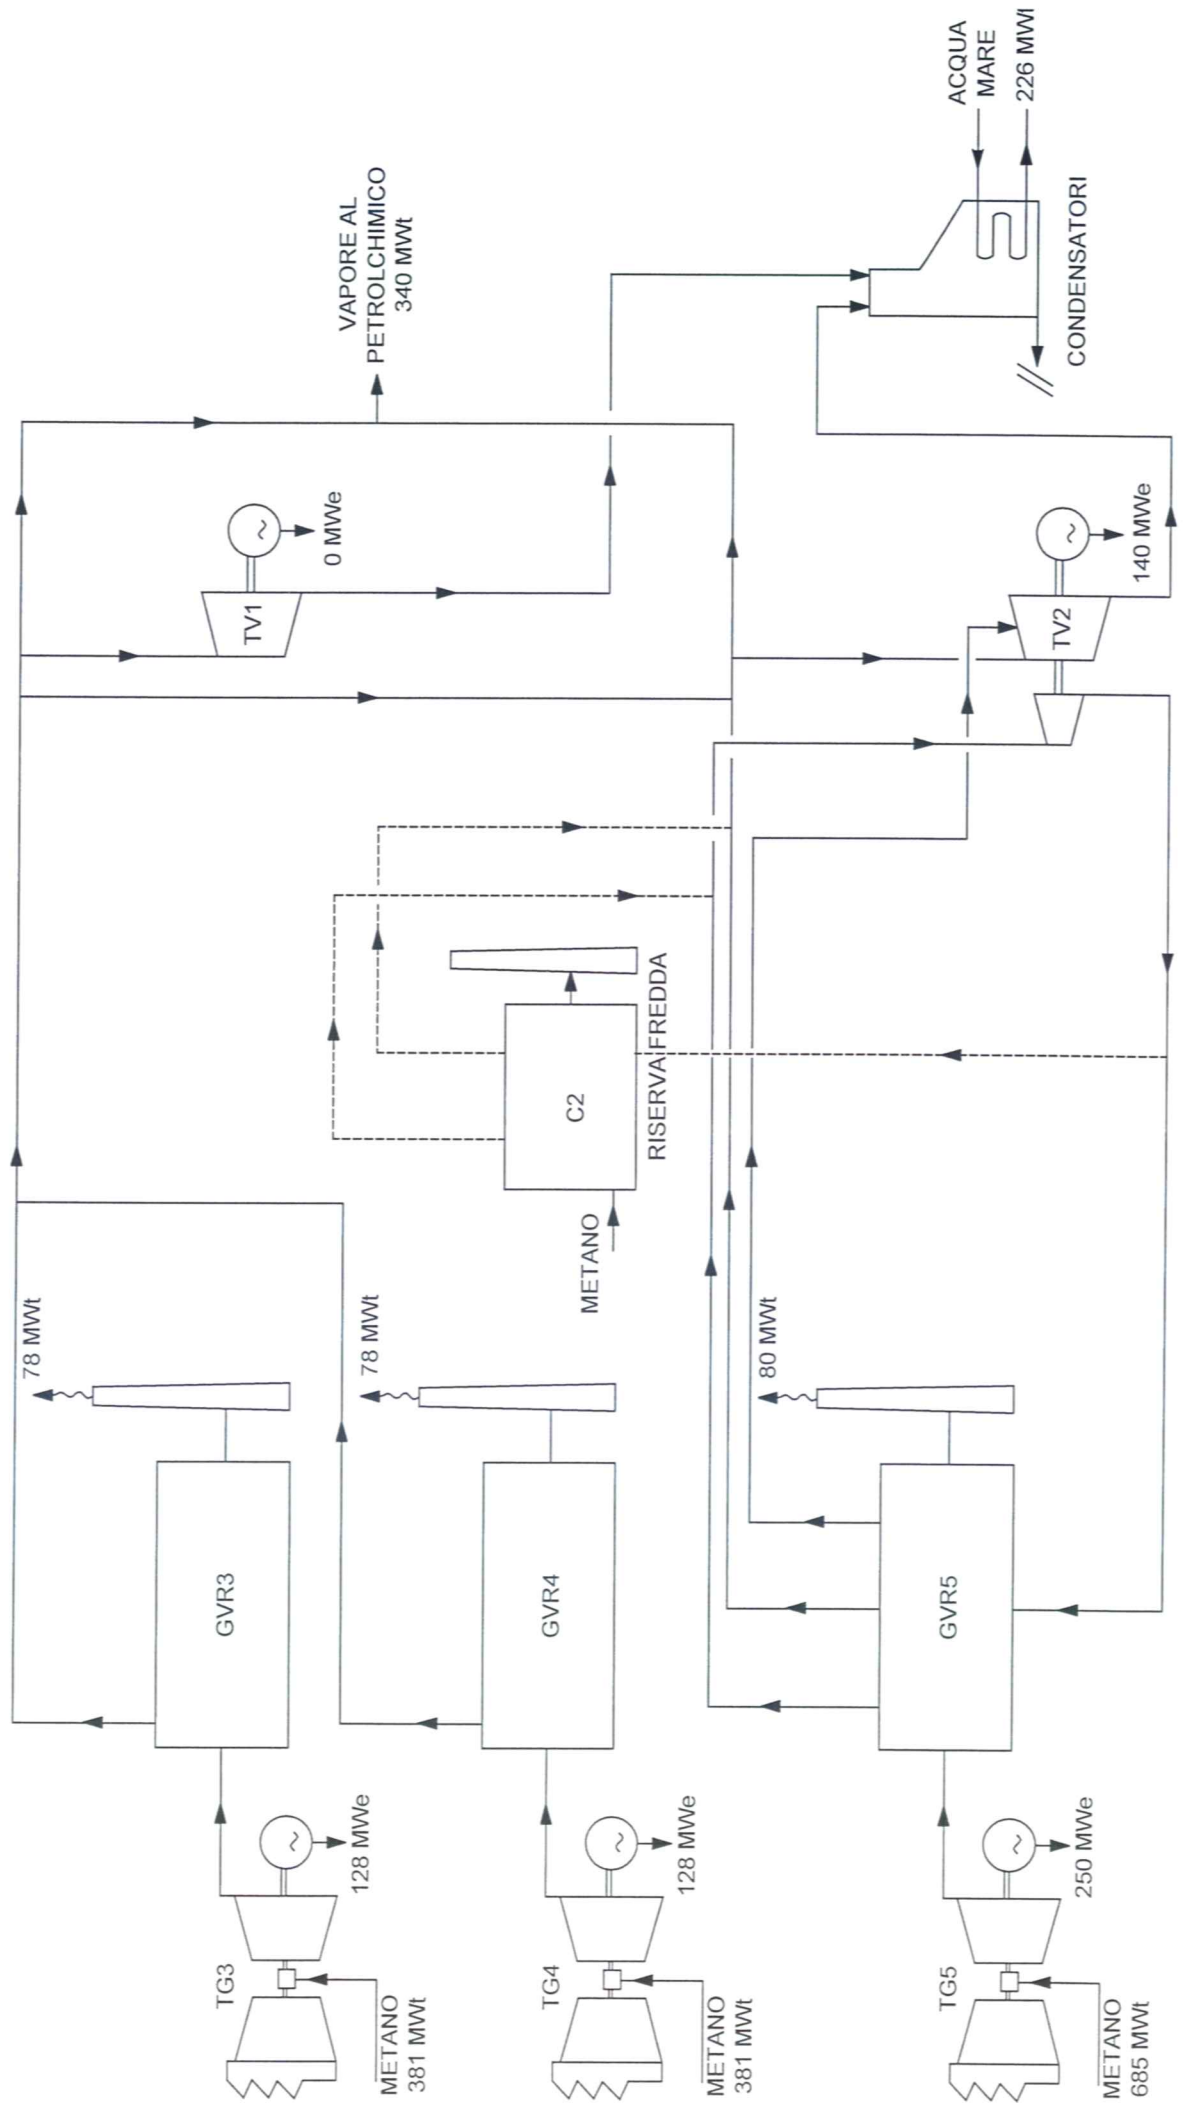 TG3
METANO
381 MWt
128 MWe
GVR3
78 MWt
TG4
METANO
381 MWt
128 MWe
GVR4
78 MWt
TG5
METANO
685 MWt
250 MWe
GVR5
80 MWt
METANO
C2
RISERVA FREDDA
TV1
0 MWe
VAPORE AL
PETROLCHIMICO
340 MWt
TV2
140 MWe
ACQUA
MARE
226 MWt
CONDENSATORI